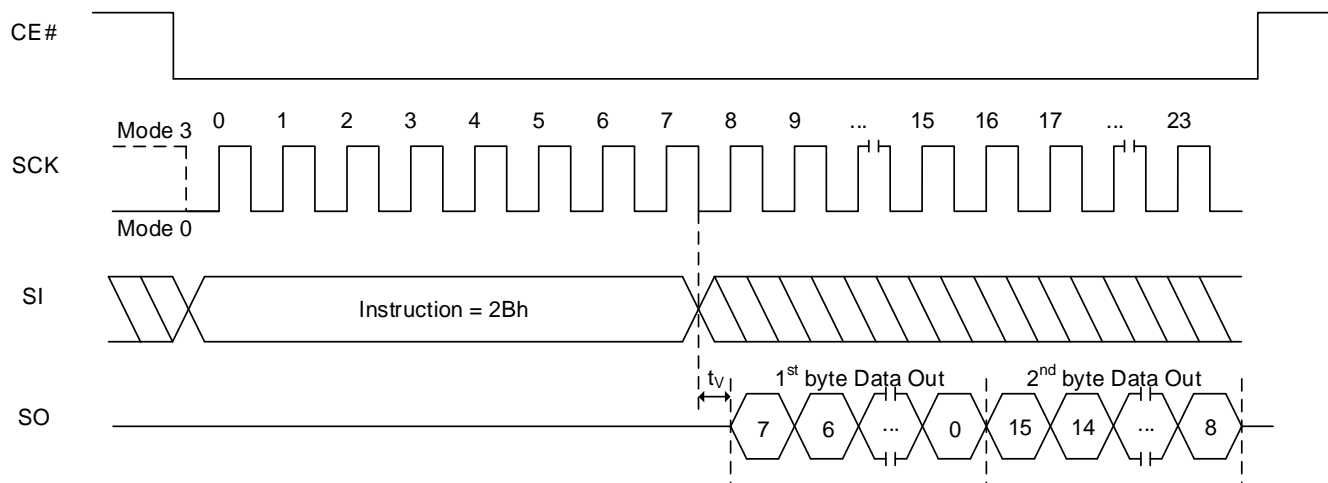 CE#
0 1 2 3 4 5 6 7 8 9 ... 15 16 17 ... 23
Mode 3
SCK
Mode 0
SI
Instruction = 2Bh
tV
1st byte Data Out
2nd byte Data Out
SO
7 6 ... 0 15 14 ... 8